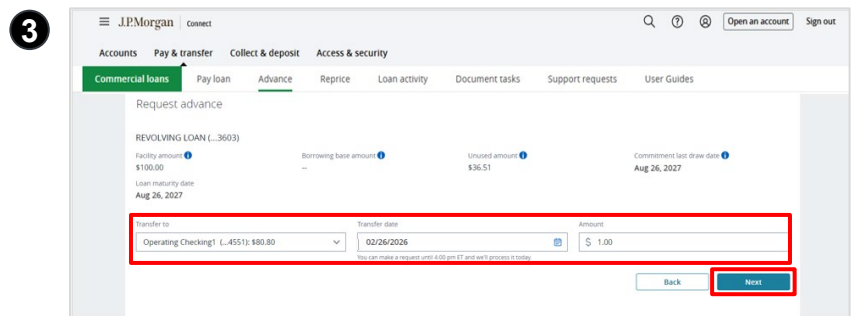 3
J.P.Morgan | Connect
Open an account
Sign out
Accounts Pay & transfer Collect & deposit Access & security
Commercial loans Pay loan Advance Reprice Loan activity Document tasks Support requests User Guides
Request advance
REVOLVING LOAN (...3603)
Facility amount Borrowing base amount Unused amount Commitment last draw date
$100.00 -- $36.51 Aug 26, 2027
Loan maturity date
Aug 26, 2027
Transfer to Transfer date Amount
Operating Checking1 (...4551): $80.80 02/26/2026 $ 1.00
You can make a request until 4:00 pm ET and we'll process it today
Back Next